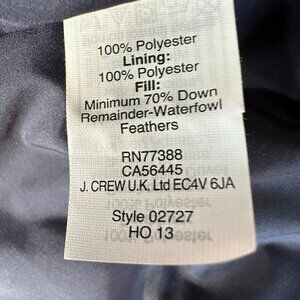 100% Polyester
Lining:
100% Polyester
Fill:
Minimum 70% Down
Remainder-Waterfowl
Feathers
RN77388
CA56445
J. CREW U.K. Ltd EC4V 6JA
Style 02727
HO 13